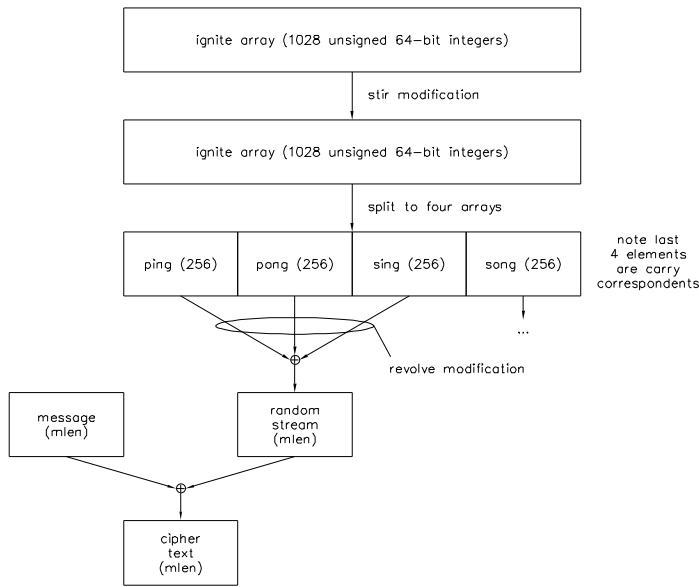 ignite array (1028 unsigned 64-bit integers)
stir modification
ignite array (1028 unsigned 64-bit integers)
split to four arrays
ping (256)
pong (256)
sing (256)
song (256)
note last
4 elements
are carry
correspondents
...
revolve modification
message
(mlen)
random
stream
(mlen)
cipher
text
(mlen)